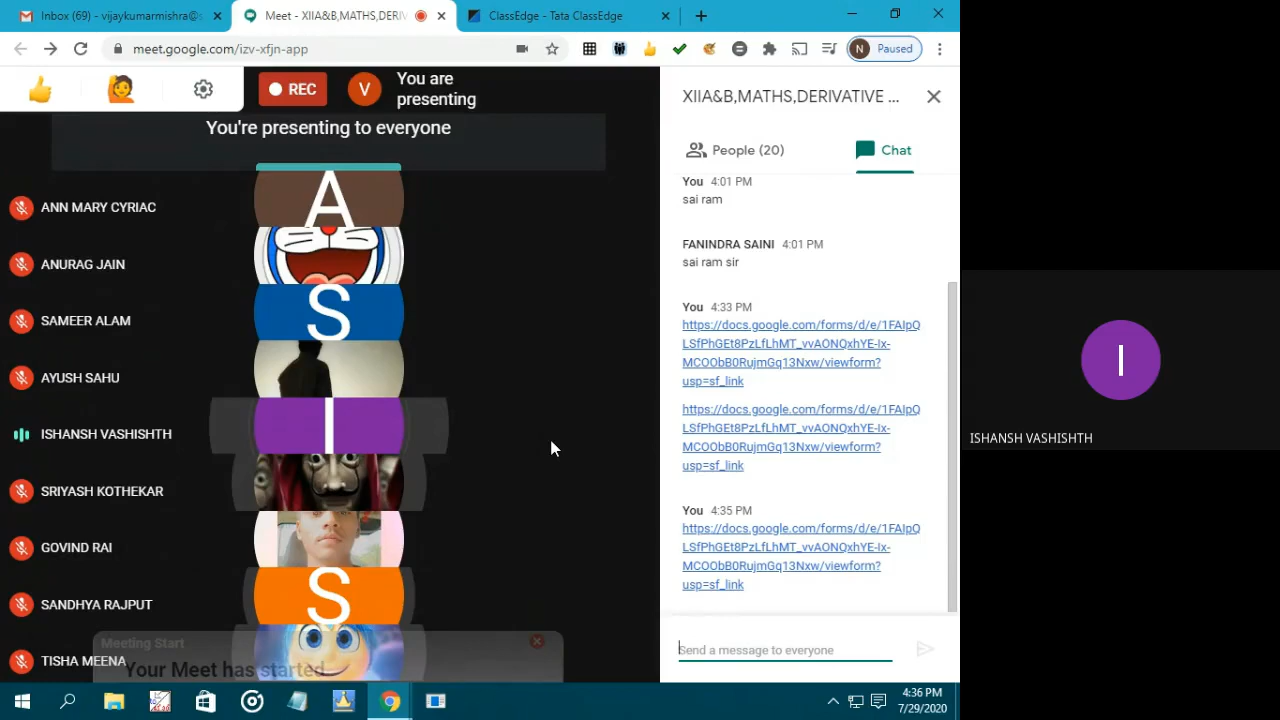 Inbox (69) - vijaykumarmishra@s
Meet - XIIA&B,MATHS,DERIV
ClassEdge - Tata ClassEdge
meet.google.com/izv-xfjn-app
N
Paused
REC
V
You are
presenting
You're presenting to everyone
A
ANN MARY CYRIAC
ANURAG JAIN
S
SAMEER ALAM
AYUSH SAHU
I
ISHANSH VASHISHTH
SRIYASH KOTHEKAR
GOVIND RAI
S
SANDHYA RAJPUT
TISHA MEENA
Meeting Start
Your Meet has started
XIIA&B,MATHS,DERIVATIVE ...
People (20)
Chat
You 4:01 PM
sai ram
FANINDRA SAINI 4:01 PM
sai ram sir
You 4:33 PM
https://docs.google.com/forms/d/e/1FAIpQ
LSfPhGEt8PzLfLhMT_vvAONQxhYE-Ix-
MCOObB0RujmGq13Nxw/viewform?
usp=sf_link
https://docs.google.com/forms/d/e/1FAIpQ
LSfPhGEt8PzLfLhMT_vvAONQxhYE-Ix-
MCOObB0RujmGq13Nxw/viewform?
usp=sf_link
You 4:35 PM
https://docs.google.com/forms/d/e/1FAIpQ
LSfPhGEt8PzLfLhMT_vvAONQxhYE-Ix-
MCOObB0RujmGq13Nxw/viewform?
usp=sf_link
Send a message to everyone
I
ISHANSH VASHISHTH
4:36 PM
7/29/2020